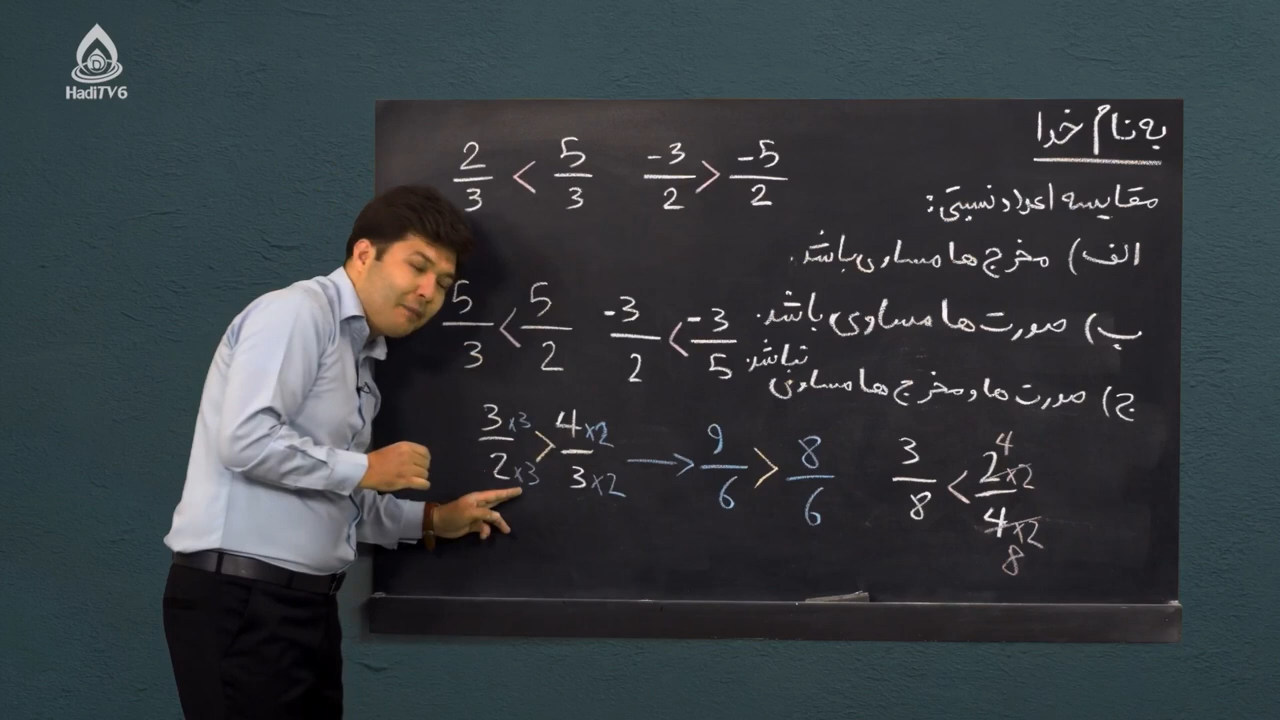 HadiTV6
به نام خدا
مقایسه اعداد نسبتی:
الف) مخرج ها مساوی باشد.
2/3 < 5/3    -3/2 > -5/2
ب) صورت ها مساوی باشد.
5/3 < 5/2    -3/2 < -3/5
ج) صورت ها و مخرج ها مساوی
نباشد.
3×3/2×3 > 4×2/3×2 → 9/6 > 8/6    3/8 < 2×2/4×2
4
8